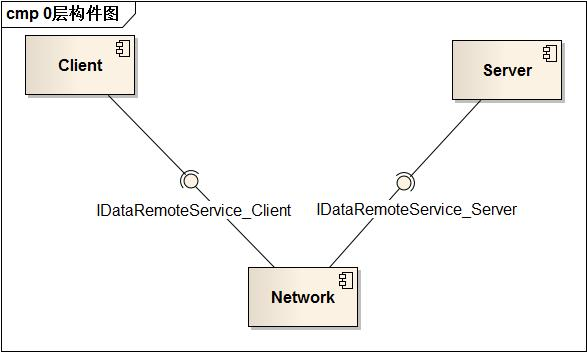 cmp 0层构件图
Client
Server
IDataRemoteService_Client
IDataRemoteService_Server
Network